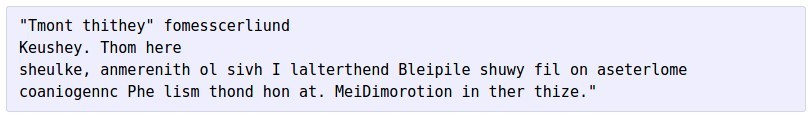 "Tmont thithey" fomesscerliund
Keushey. Thom here
sheulke, anmerenith ol sivh I lalterthend Bleipile shuwy fil on aseterlome
coaniogennc Phe lism thond hon at. MeiDimorotion in ther thize."